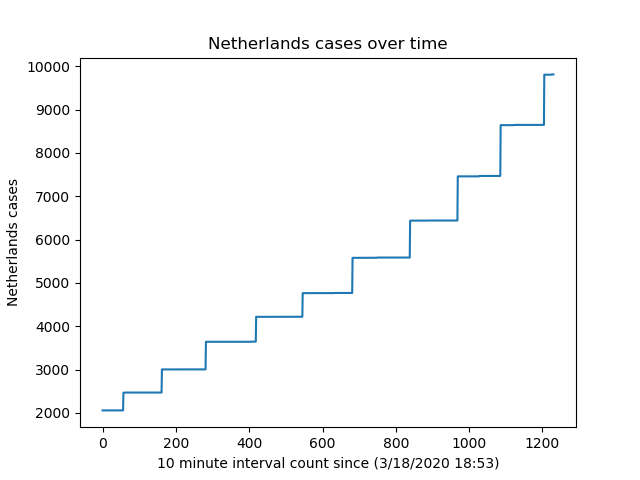 Netherlands cases over time
10000
9000
8000
7000
6000
5000
4000
3000
2000
Netherlands cases
0 200 400 600 800 1000 1200
10 minute interval count since (3/18/2020 18:53)